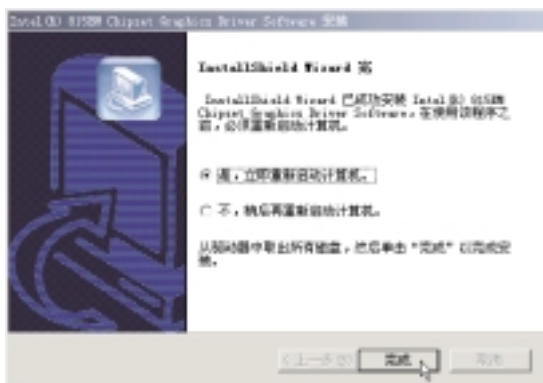 Intel(R) 815EM Chipset Graphics Driver Software 安装
InstallShield Wizard 完
InstallShield Wizard 已成功安装 Intel(R) 815EM
Chipset Graphics Driver Software。在使用该程序之
前，必须重新启动计算机。
是，立即重新启动计算机。
不，稍后再重新启动计算机。
从驱动器中取出所有磁盘，然后单击“完成”以完成安
装。
<上一步(B)
完成
取消